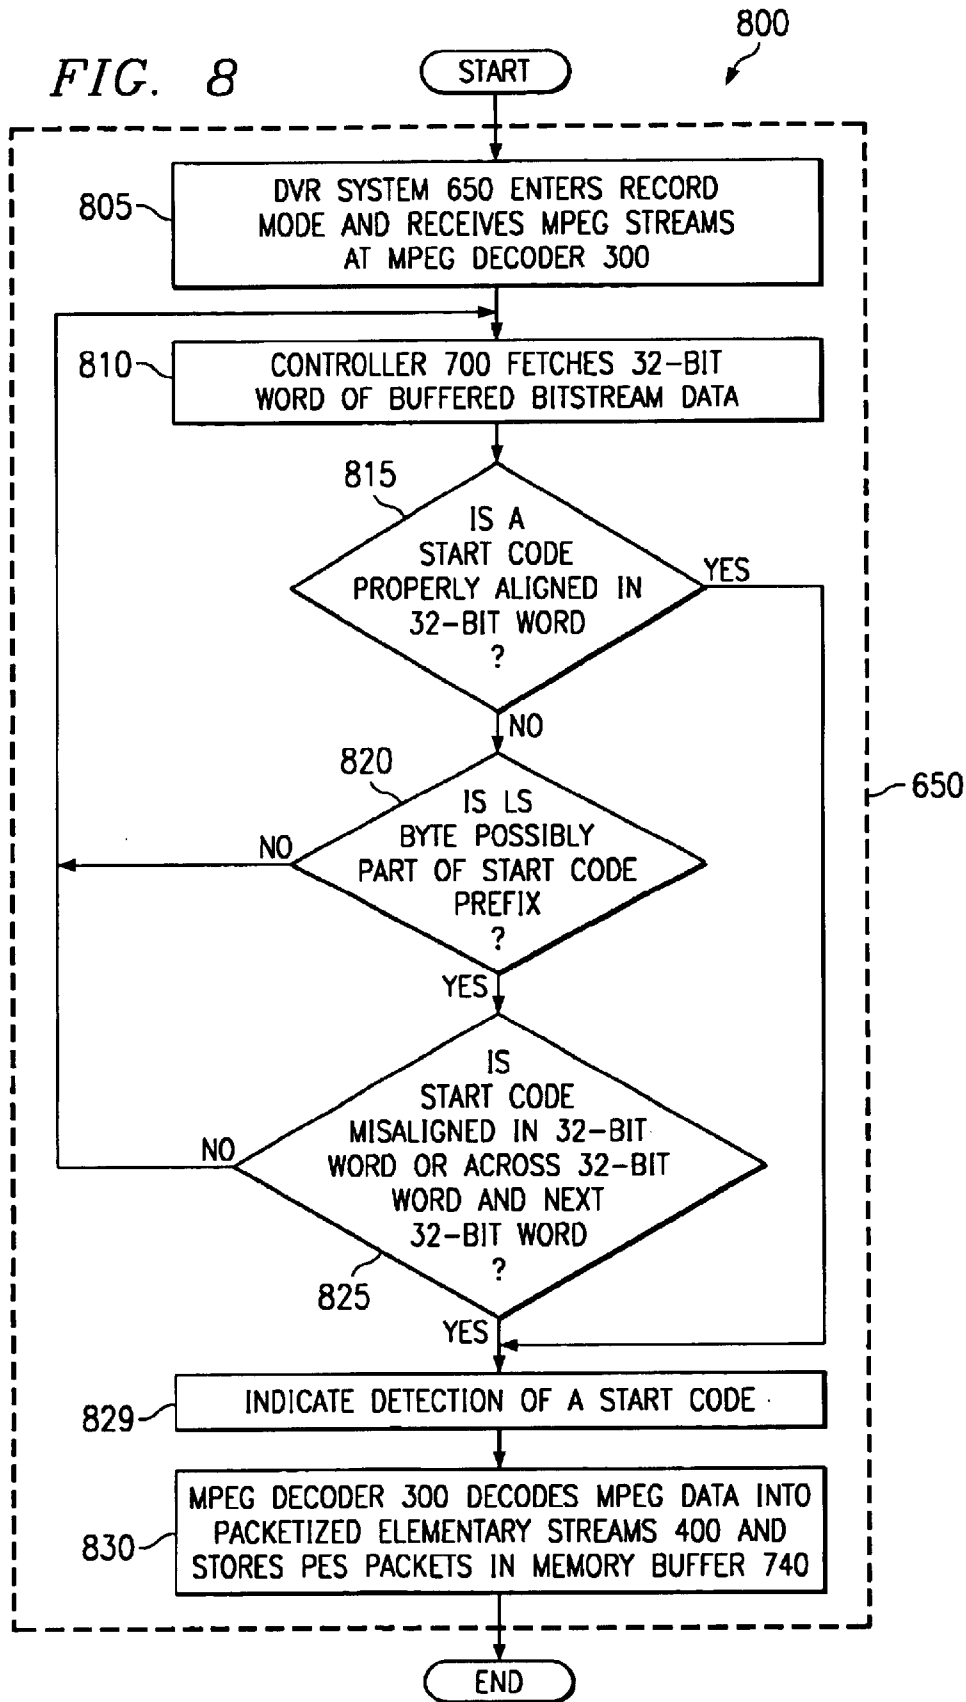 800
FIG. 8
START
805
DVR SYSTEM 650 ENTERS RECORD
MODE AND RECEIVES MPEG STREAMS
AT MPEG DECODER 300
810
CONTROLLER 700 FETCHES 32-BIT
WORD OF BUFFERED BITSTREAM DATA
815
IS A
START CODE
PROPERLY ALIGNED IN
32-BIT WORD
?
YES
NO
820
IS LS
BYTE POSSIBLY
PART OF START CODE
PREFIX
?
NO
650
YES
IS
START CODE
MISALIGNED IN 32-BIT
WORD OR ACROSS 32-BIT
WORD AND NEXT
32-BIT WORD
?
NO
825
YES
829
INDICATE DETECTION OF A START CODE
830
MPEG DECODER 300 DECODES MPEG DATA INTO
PACKETIZED ELEMENTARY STREAMS 400 AND
STORES PES PACKETS IN MEMORY BUFFER 740
END